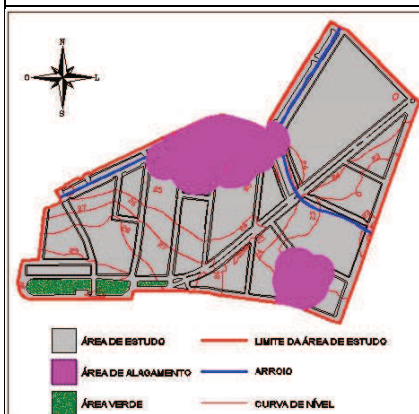 N
O
L
S
ÁREA DE ESTUDO
LIMITE DA ÁREA DE ESTUDO
ÁREA DE ALAGAMENTO
ARROIO
ÁREA VERDE
CURVA DE NÍVEL